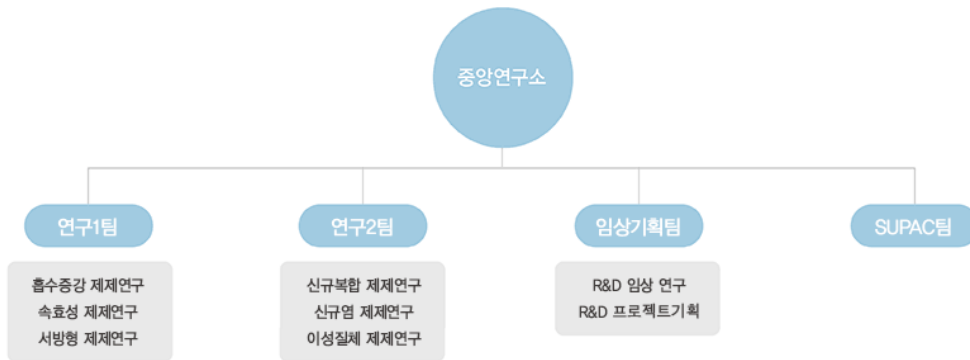 중앙연구소
연구1팀
연구2팀
임상기획팀
SUPAC팀
흡수증강 제제연구
속효성 제제연구
서방형 제제연구
신규복합 제제연구
신규염 제제연구
이성질체 제제연구
R&D 임상 연구
R&D 프로젝트기획